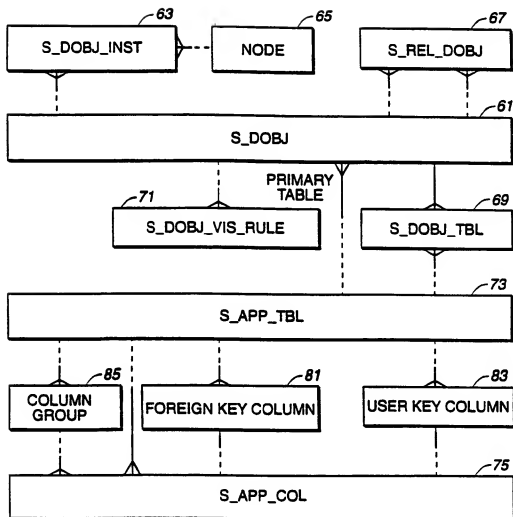 63
65
67
S_DOBJ_INST
NODE
S_REL_DOBJ
61
S_DOBJ
PRIMARY
TABLE
71
69
S_DOBJ_VIS_RULE
S_DOBJ_TBL
73
S_APP_TBL
85
81
83
COLUMN
GROUP
FOREIGN KEY COLUMN
USER KEY COLUMN
75
S_APP_COL